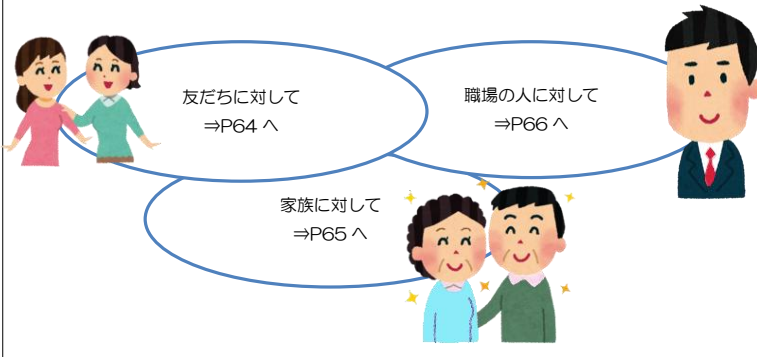 友だちに対して
⇒P64 へ
職場の人に対して
⇒P66 へ
家族に対して
⇒P65 へ